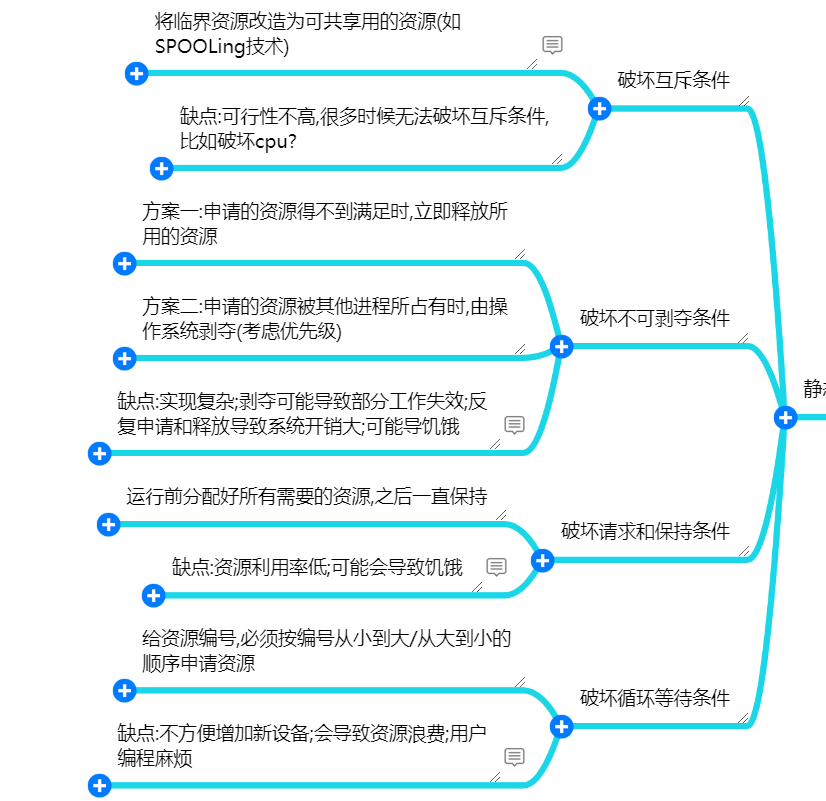 将临界资源改造为可共享用的资源(如
SPOOLing技术)
破坏互斥条件
缺点:可行性不高,很多时候无法破坏互斥条件,
比如破坏cpu?
方案一:申请的资源得不到满足时,立即释放所
用的资源
方案二:申请的资源被其他进程所占有时,由操
作系统剥夺(考虑优先级)
破坏不可剥夺条件
缺点:实现复杂;剥夺可能导致部分工作失效;反
复申请和释放导致系统开销大;可能导饥饿
静
运行前分配好所有需要的资源,之后一直保持
破坏请求和保持条件
缺点:资源利用率低;可能会导致饥饿
给资源编号,必须按编号从小到大/从大到小的
顺序申请资源
破坏循环等待条件
缺点:不方便增加新设备;会导致资源浪费;用户
编程麻烦